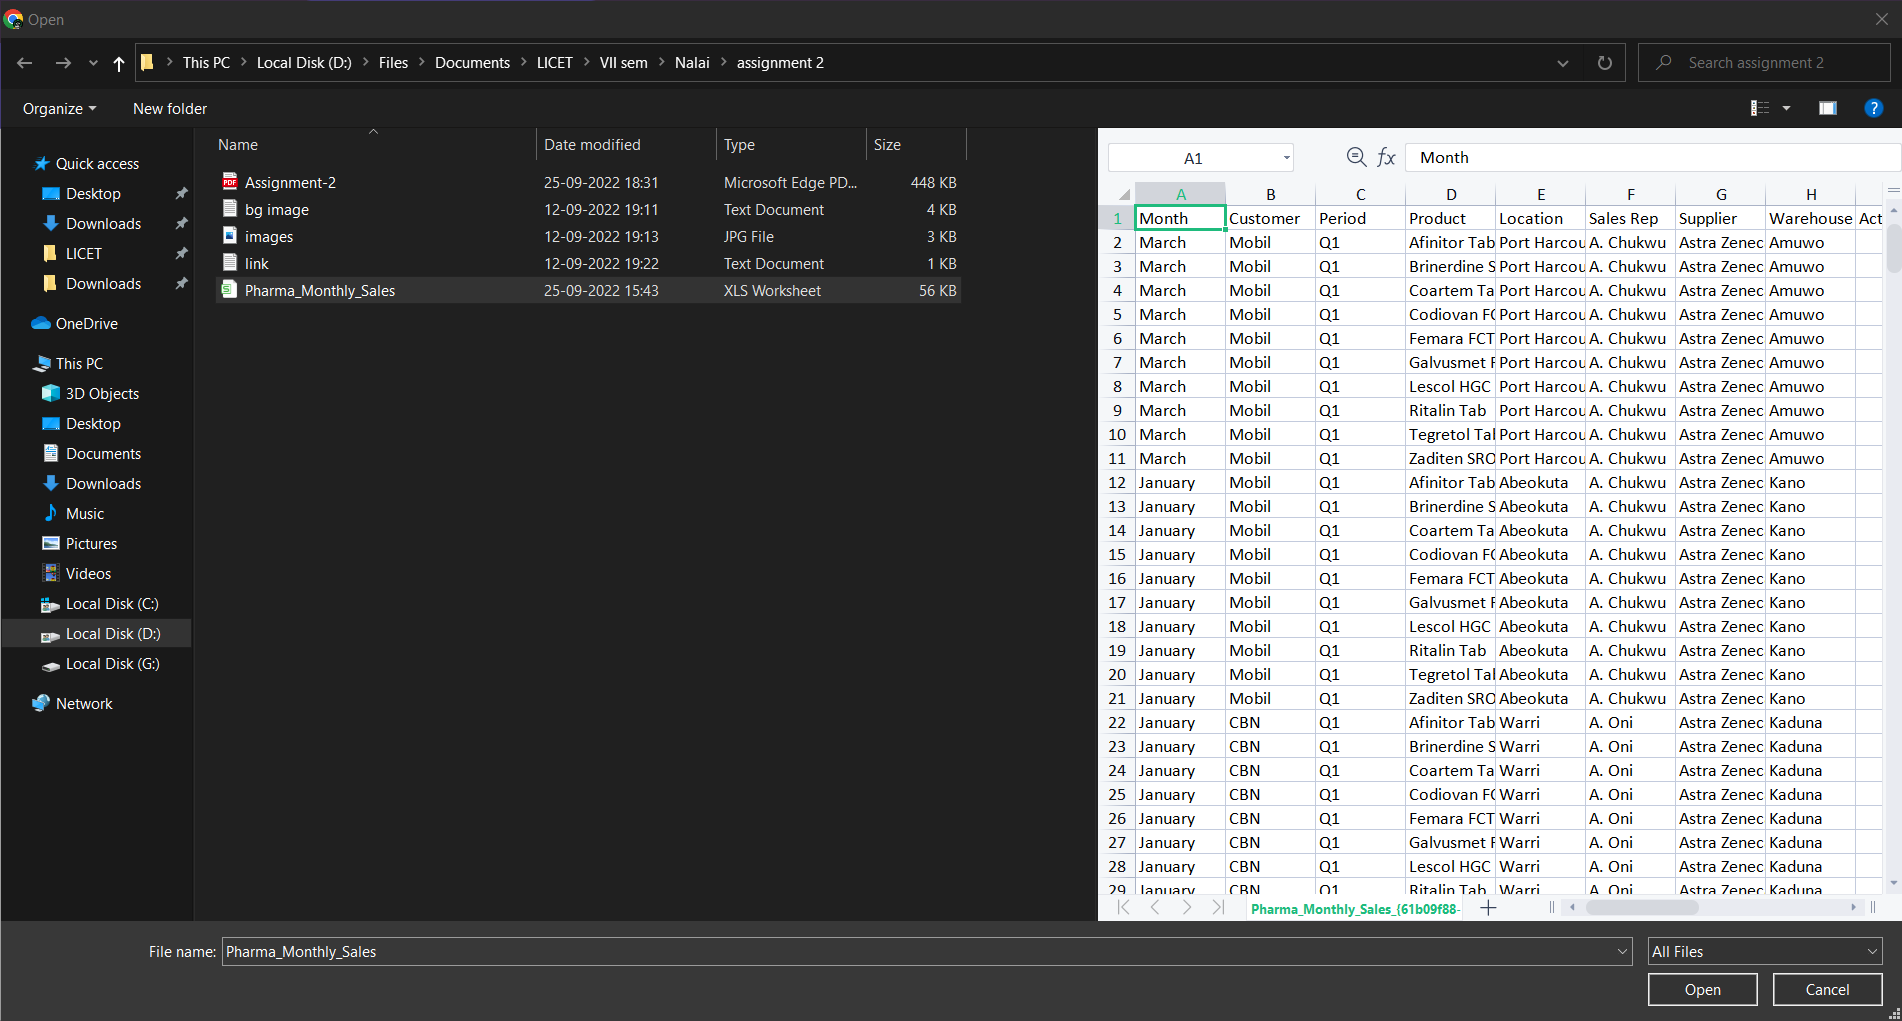 Open
This PC > Local Disk (D:) > Files > Documents > LICET > VII sem > Nalai > assignment 2
Search assignment 2
Organize
New folder
Quick access
Desktop
Downloads
LICET
Downloads
OneDrive
This PC
3D Objects
Desktop
Documents
Downloads
Music
Pictures
Videos
Local Disk (C:)
Local Disk (D:)
Local Disk (G:)
Network
Name Date modified Type Size
Assignment-2 25-09-2022 18:31 Microsoft Edge PD... 448 KB
bg image 12-09-2022 19:11 Text Document 4 KB
images 12-09-2022 19:13 JPG File 3 KB
link 12-09-2022 19:22 Text Document 1 KB
Pharma_Monthly_Sales 25-09-2022 15:43 XLS Worksheet 56 KB
A1 fx Month
A B C D E F G H
1 Month Customer Period Product Location Sales Rep Supplier Warehouse Act
2 March Mobil Q1 Afinitor Tab Port Harcou A. Chukwu Astra Zenec Amuwo
3 March Mobil Q1 Brinerdine S Port Harcou A. Chukwu Astra Zenec Amuwo
4 March Mobil Q1 Coartem Ta Port Harcou A. Chukwu Astra Zenec Amuwo
5 March Mobil Q1 Codiovan FC Port Harcou A. Chukwu Astra Zenec Amuwo
6 March Mobil Q1 Femara FCT Port Harcou A. Chukwu Astra Zenec Amuwo
7 March Mobil Q1 Galvusmet F Port Harcou A. Chukwu Astra Zenec Amuwo
8 March Mobil Q1 Lescol HGC Port Harcou A. Chukwu Astra Zenec Amuwo
9 March Mobil Q1 Ritalin Tab Port Harcou A. Chukwu Astra Zenec Amuwo
10 March Mobil Q1 Tegretol Tal Port Harcou A. Chukwu Astra Zenec Amuwo
11 March Mobil Q1 Zaditen SRO Port Harcou A. Chukwu Astra Zenec Amuwo
12 January Mobil Q1 Afinitor Tab Abeokuta A. Chukwu Astra Zenec Kano
13 January Mobil Q1 Brinerdine S Abeokuta A. Chukwu Astra Zenec Kano
14 January Mobil Q1 Coartem Ta Abeokuta A. Chukwu Astra Zenec Kano
15 January Mobil Q1 Codiovan FC Abeokuta A. Chukwu Astra Zenec Kano
16 January Mobil Q1 Femara FCT Abeokuta A. Chukwu Astra Zenec Kano
17 January Mobil Q1 Galvusmet F Abeokuta A. Chukwu Astra Zenec Kano
18 January Mobil Q1 Lescol HGC Abeokuta A. Chukwu Astra Zenec Kano
19 January Mobil Q1 Ritalin Tab Abeokuta A. Chukwu Astra Zenec Kano
20 January Mobil Q1 Tegretol Tal Abeokuta A. Chukwu Astra Zenec Kano
21 January Mobil Q1 Zaditen SRO Abeokuta A. Chukwu Astra Zenec Kano
22 January CBN Q1 Afinitor Tab Warri A. Oni Astra Zenec Kaduna
23 January CBN Q1 Brinerdine S Warri A. Oni Astra Zenec Kaduna
24 January CBN Q1 Coartem Ta Warri A. Oni Astra Zenec Kaduna
25 January CBN Q1 Codiovan FC Warri A. Oni Astra Zenec Kaduna
26 January CBN Q1 Femara FCT Warri A. Oni Astra Zenec Kaduna
27 January CBN Q1 Galvusmet F Warri A. Oni Astra Zenec Kaduna
28 January CBN Q1 Lescol HGC Warri A. Oni Astra Zenec Kaduna
29 January CBN Q1 Ritalin Tab Warri A. Oni Astra Zenec Kaduna
Pharma_Monthly_Sales_(61b09f88-
File name: Pharma_Monthly_Sales
All Files
Open Cancel